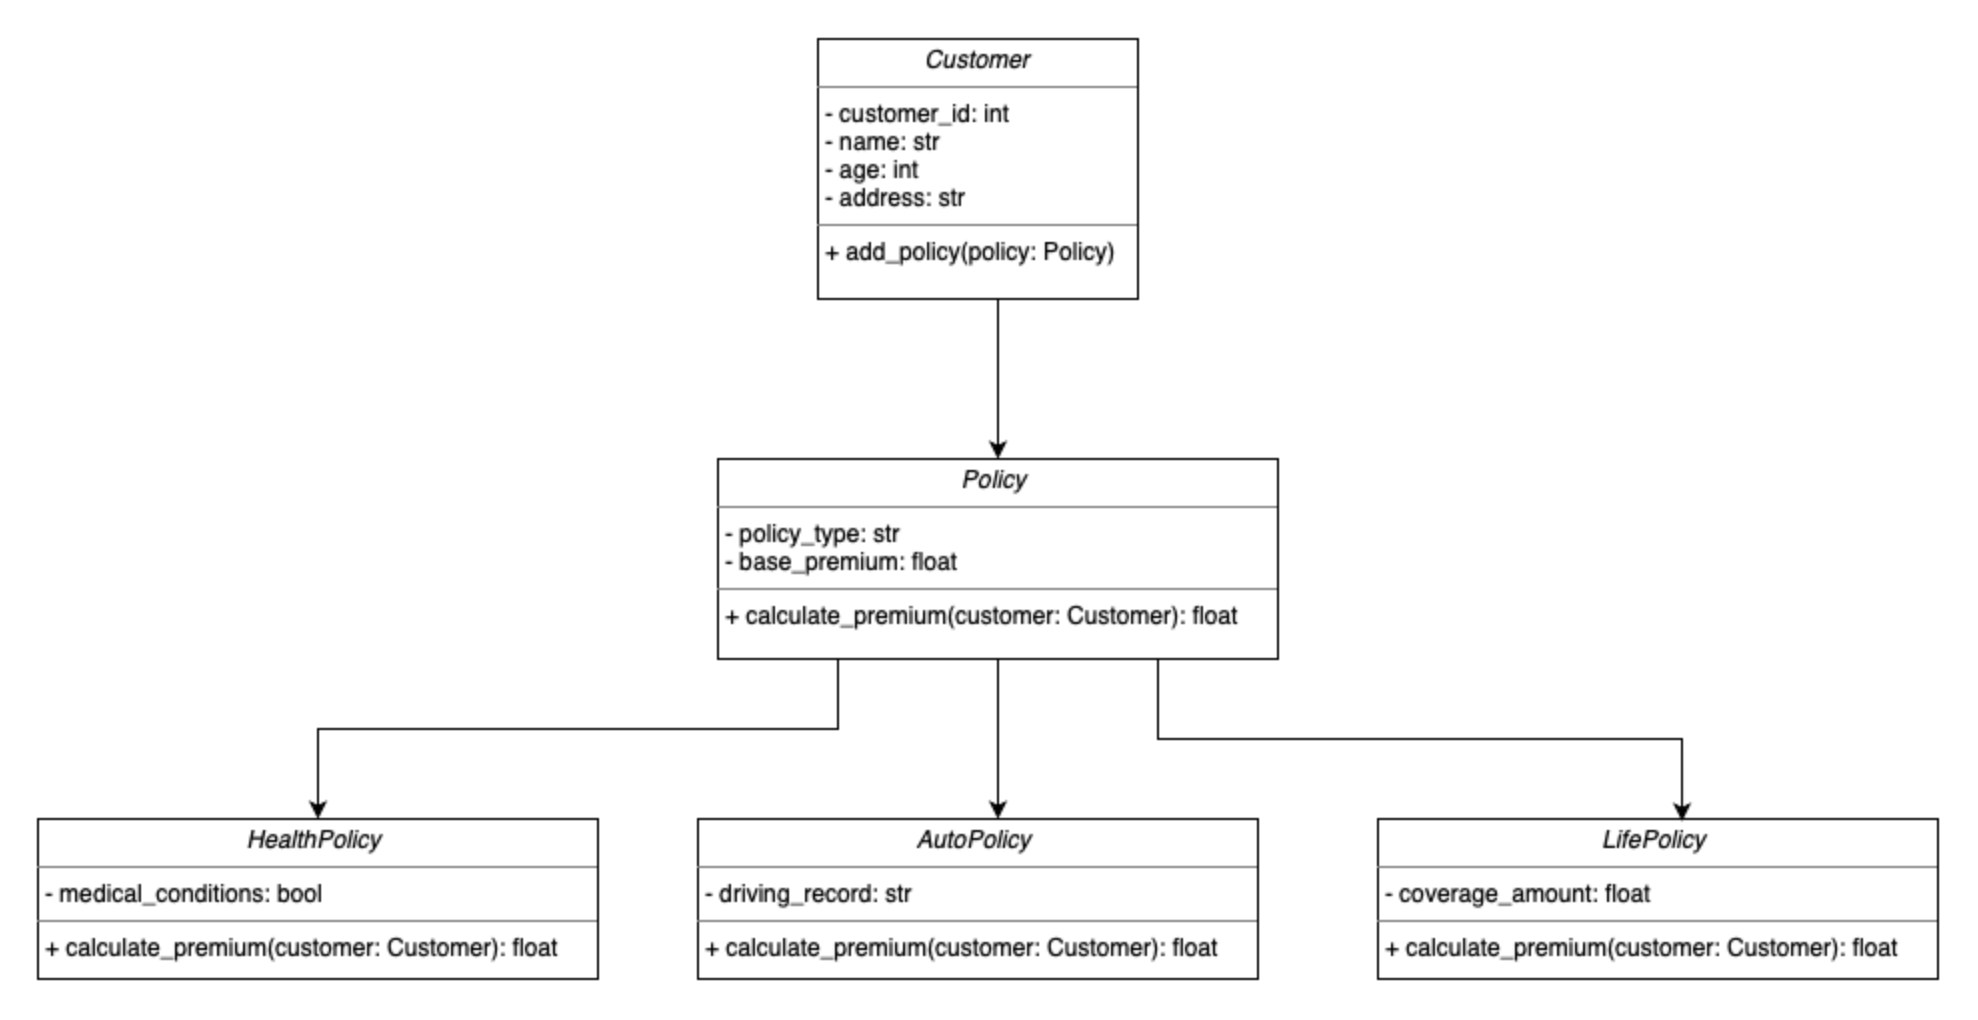 Customer
- customer_id: int
- name: str
- age: int
- address: str
+ add_policy(policy: Policy)
Policy
- policy_type: str
- base_premium: float
+ calculate_premium(customer: Customer): float
HealthPolicy
- medical_conditions: bool
+ calculate_premium(customer: Customer): float
AutoPolicy
- driving_record: str
+ calculate_premium(customer: Customer): float
LifePolicy
- coverage_amount: float
+ calculate_premium(customer: Customer): float